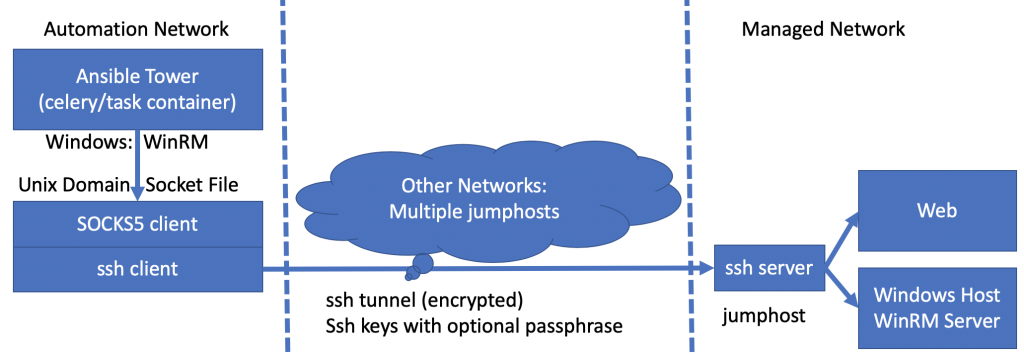 Automation Network
Managed Network
Ansible Tower
(celery/task container)
Windows: WinRM
Unix Domain Socket File
SOCKS5 client
ssh client
Other Networks:
Multiple jumphosts
ssh tunnel (encrypted)
Ssh keys with optional passphrase
ssh server
jumphost
Web
Windows Host
WinRM Server